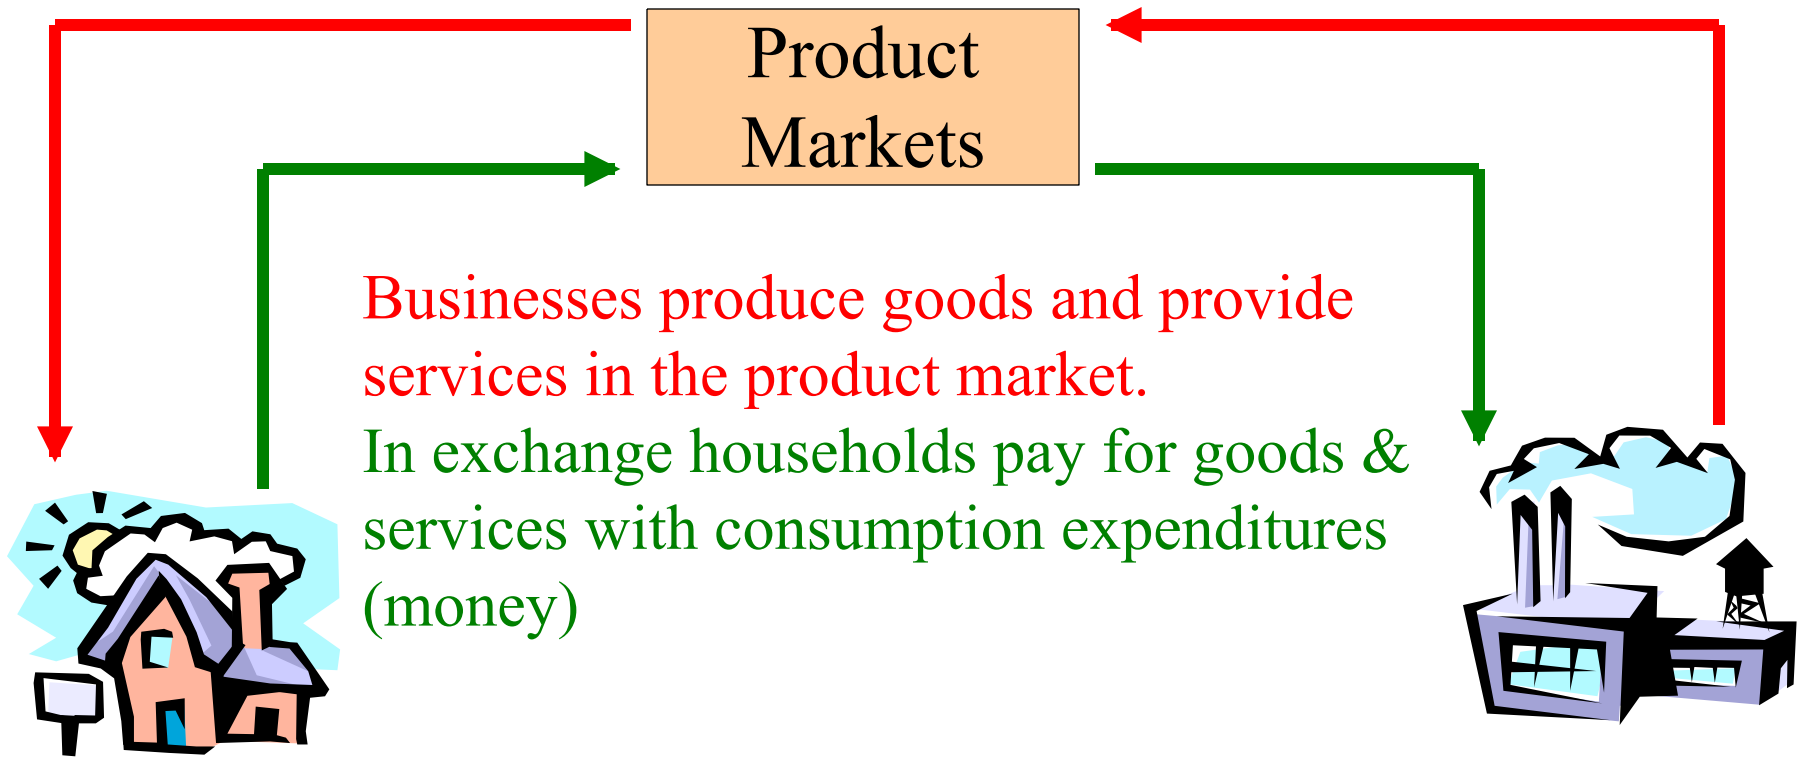 Product
Markets
Businesses produce goods and provide
services in the product market.
In exchange households pay for goods &
services with consumption expenditures
(money)